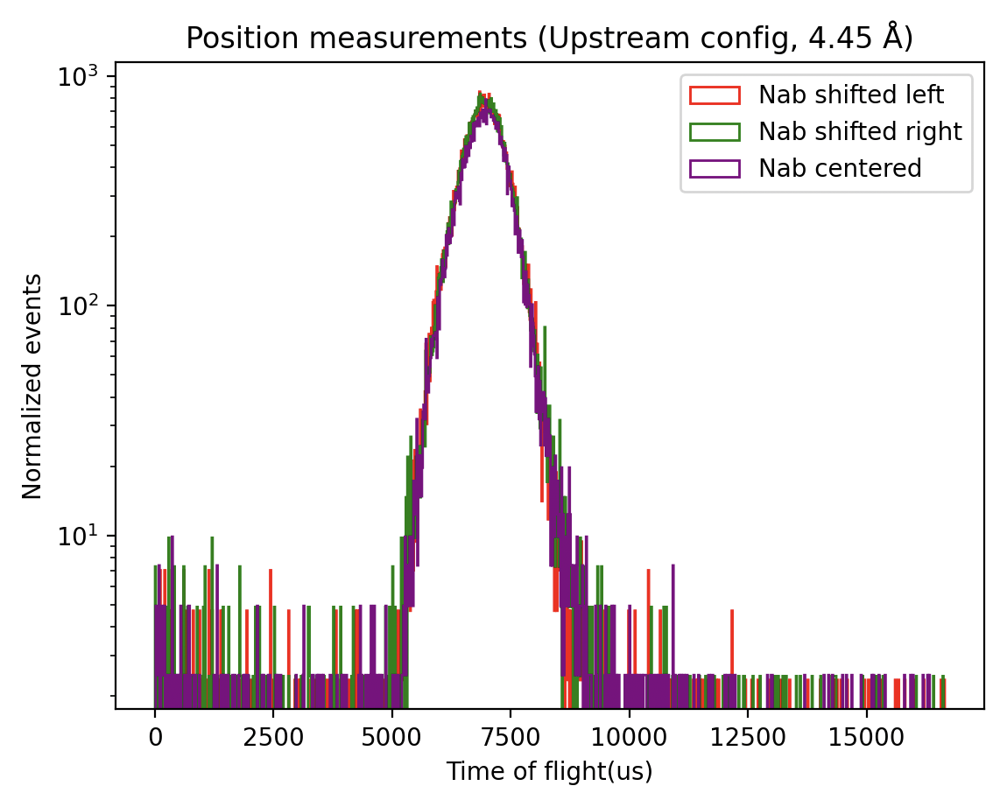 Position measurements (Upstream config, 4.45 Å)
Nab shifted left
Nab shifted right
Nab centered
Normalized events
10³
10²
10¹
0 2500 5000 7500 10000 12500 15000
Time of flight(us)